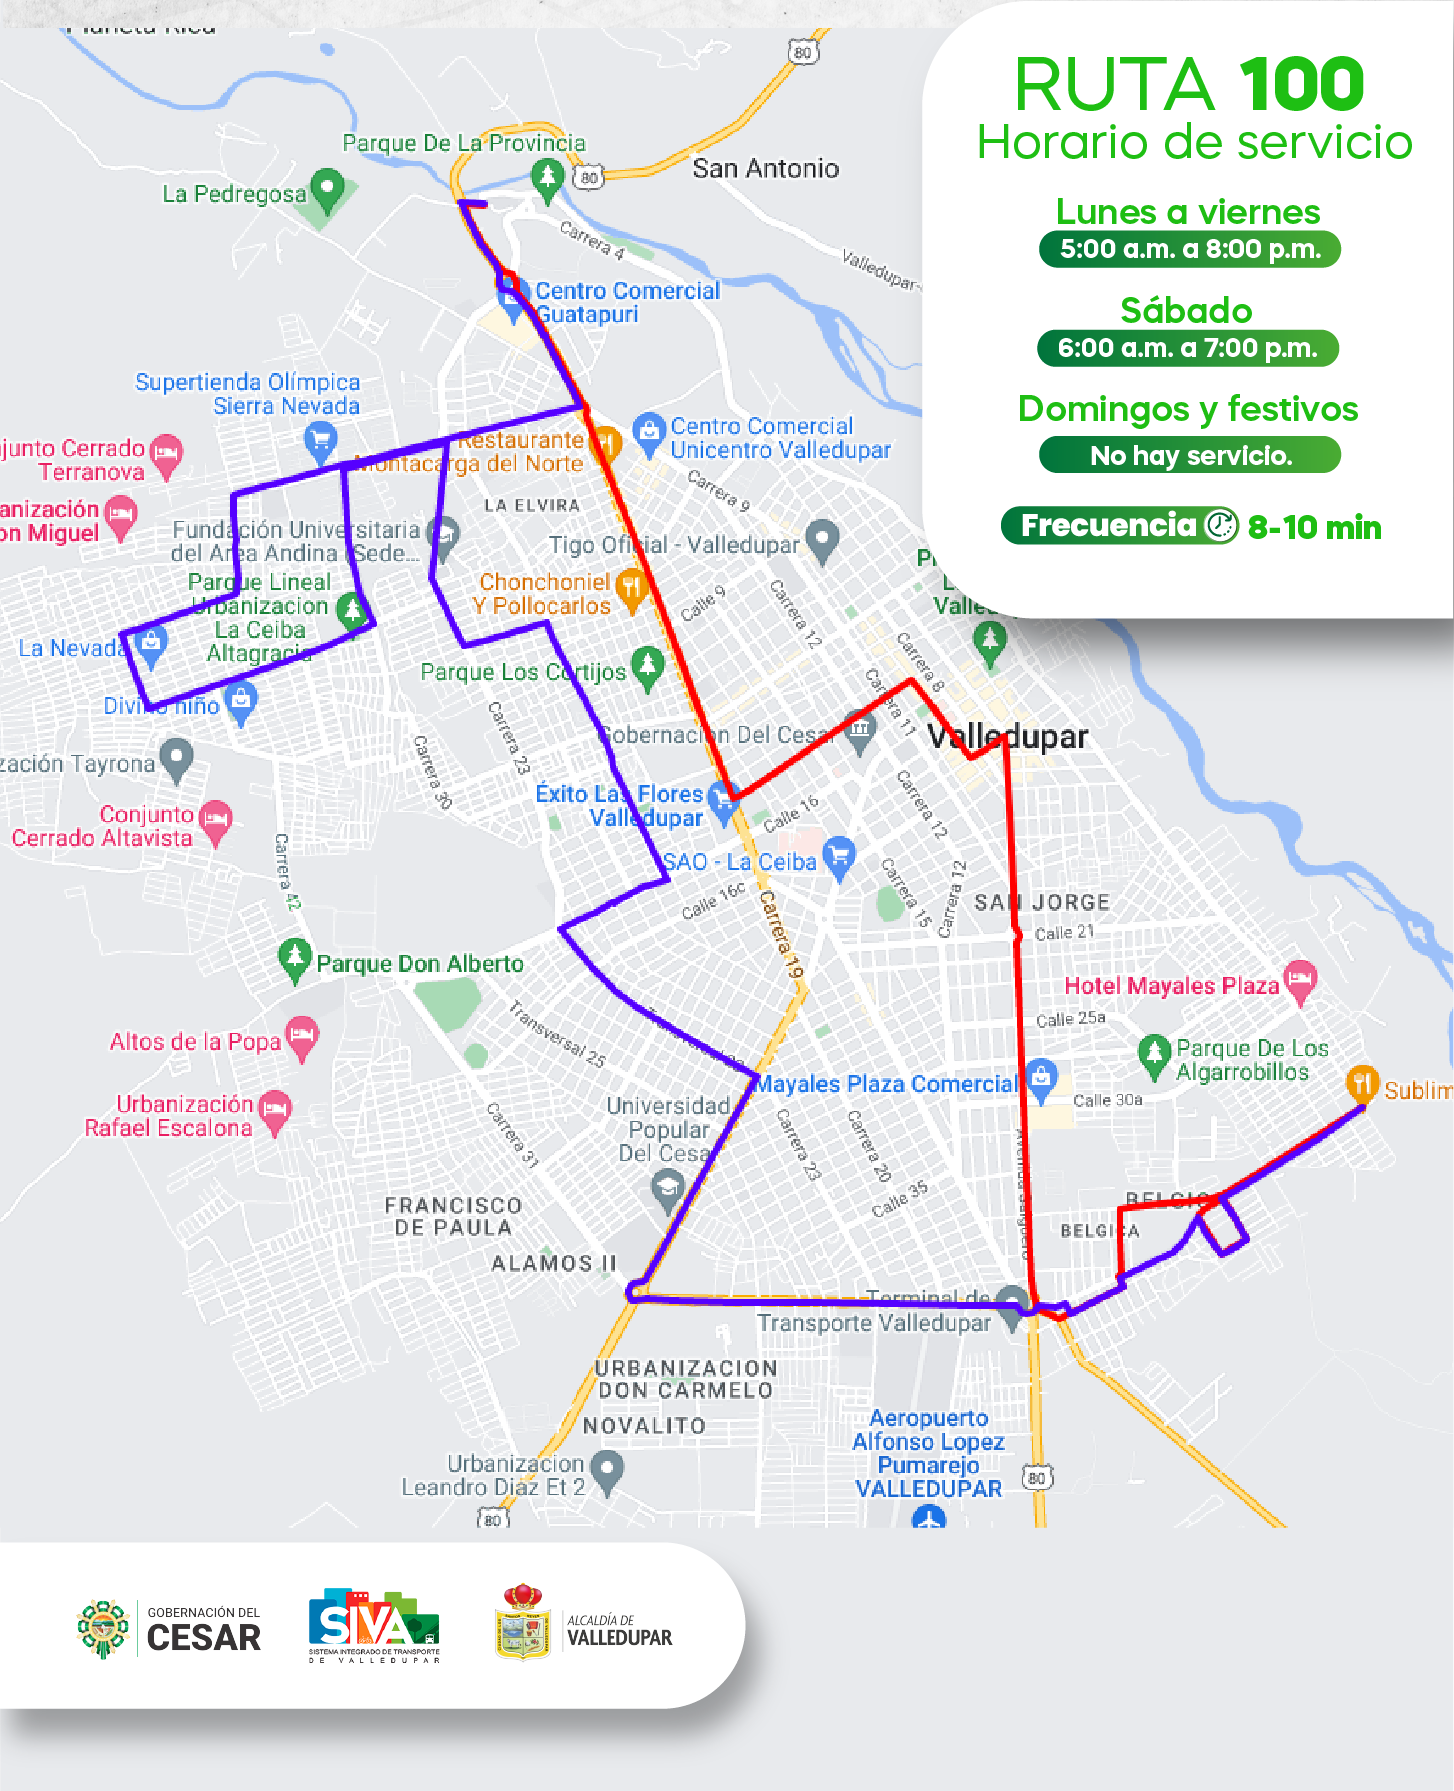 Planeta Rica
80
Parque De La Provincia
La Pedregosa
80
San Antonio
Carrera 4
Valledupar-
Centro Comercial
Guatapuri
Supertienda Olímpica
Sierra Nevada
njunto Cerrado
Terranova
anización
on Miguel
Restaurante
Montacarga del Norte
Centro Comercial
Unicentro Valledupar
LA ELVIRA
Carrera 9
Fundación Universitaria
del Area Andina (Sede...
Tigo Oficial - Valledupar
Parque Lineal
Urbanizacion
La Ceiba
Altagracia
Chonchoniel
Y Pollocarlos
Calle 9
Carrera 12
Carrera 8
Valle
La Nevada
Parque Los Cortijos
Divino niño
Carrera 11
Carrera 23
Carrera 30
Gobernacion Del Cesar
Valledupar
zación Tayrona
Conjunto
Cerrado Altavista
Éxito Las Flores
Valledupar
Calle 16
Carrera 12
SAO - La Ceiba
Carrera 42
Calle 16c
Carrera 15
Carrera 12
SAN JORGE
Calle 21
Carrera 19
Parque Don Alberto
Hotel Mayales Plaza
Transversal 25
Calle 25a
Altos de la Popa
Parque De Los
Algarrobillos
Mayales Plaza Comercial
Calle 30a
Sublim
Urbanización
Rafael Escalona
Universidad
Popular
Del Cesar
Carrera 31
Carrera 23
Carrera 20
Calle 35
FRANCISCO
DE PAULA
BELGICA
BELGICA
ALAMOS II
Terminal de
Transporte Valledupar
URBANIZACION
DON CARMELO
NOVALITO
Aeropuerto
Alfonso Lopez
Pumarejo
VALLEDUPAR
Urbanizacion
Leandro Diaz Et 2
80
80
RUTA 100
Horario de servicio
Lunes a viernes
5:00 a.m. a 8:00 p.m.
Sábado
6:00 a.m. a 7:00 p.m.
Domingos y festivos
No hay servicio.
Frecuencia 8-10 min
GOBERNACIÓN DEL
CESAR
SIVA
SISTEMA INTEGRADO DE TRANSPORTE
DE VALLEDUPAR
ALCALDÍA DE
VALLEDUPAR